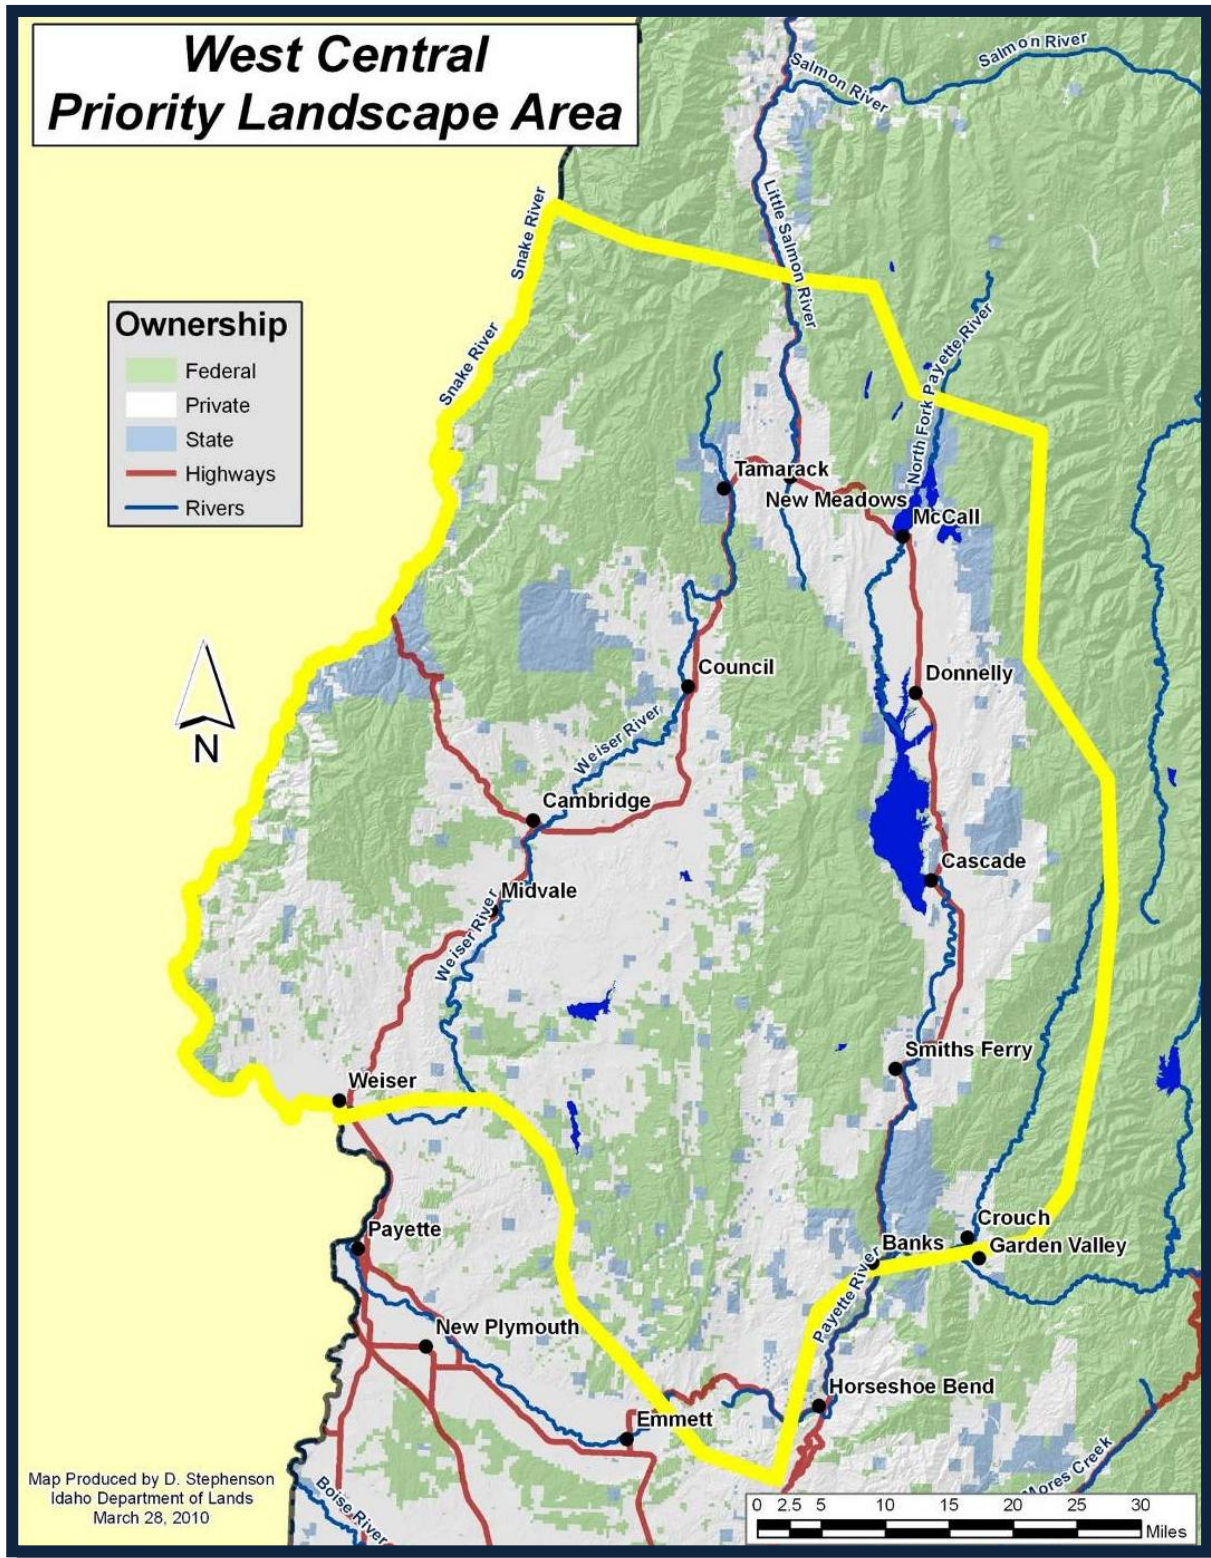 West Central
Priority Landscape Area
Salmon River
Salmon River
Little Salmon River
Snake River
Snake River
North Fork Payette River
Ownership
Federal
Private
State
Highways
Rivers
N
Tamarack
New Meadows
McCall
Council
Donnelly
Weiser River
Cambridge
Cascade
Midvale
Weiser River
Smiths Ferry
Weiser
Crouch
Payette
Banks
Garden Valley
Payette River
New Plymouth
Horseshoe Bend
Emmett
Mores Creek
Boise River
Map Produced by D. Stephenson
Idaho Department of Lands
March 28, 2010
0 2.5 5 10 15 20 25 30
Miles